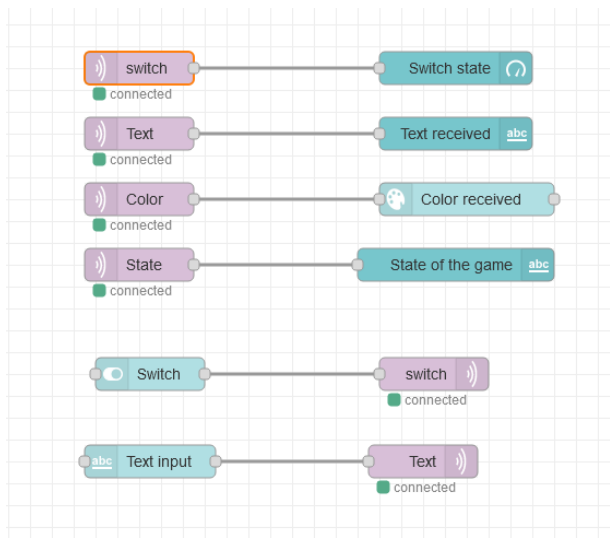 switch
Switch state
connected
Text
Text received
abc
connected
Color
Color received
connected
State
State of the game
abc
connected
Switch
switch
connected
abc
Text input
Text
connected